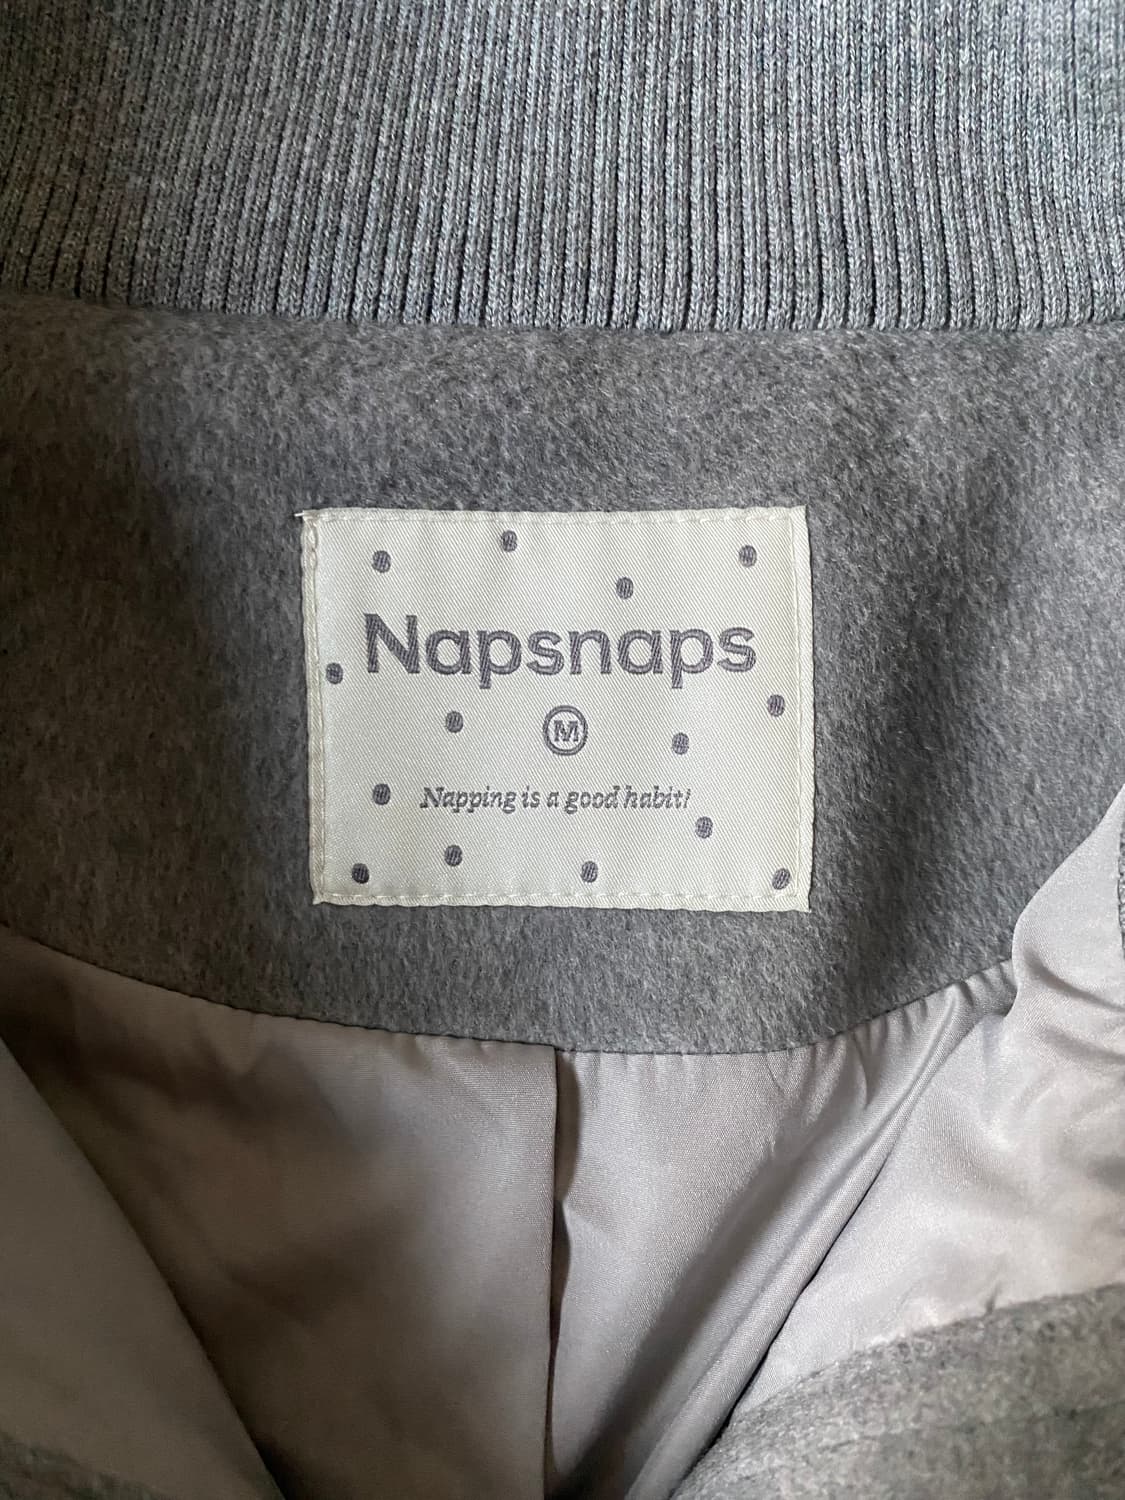 Napsnaps
M
Napping is a good habit!